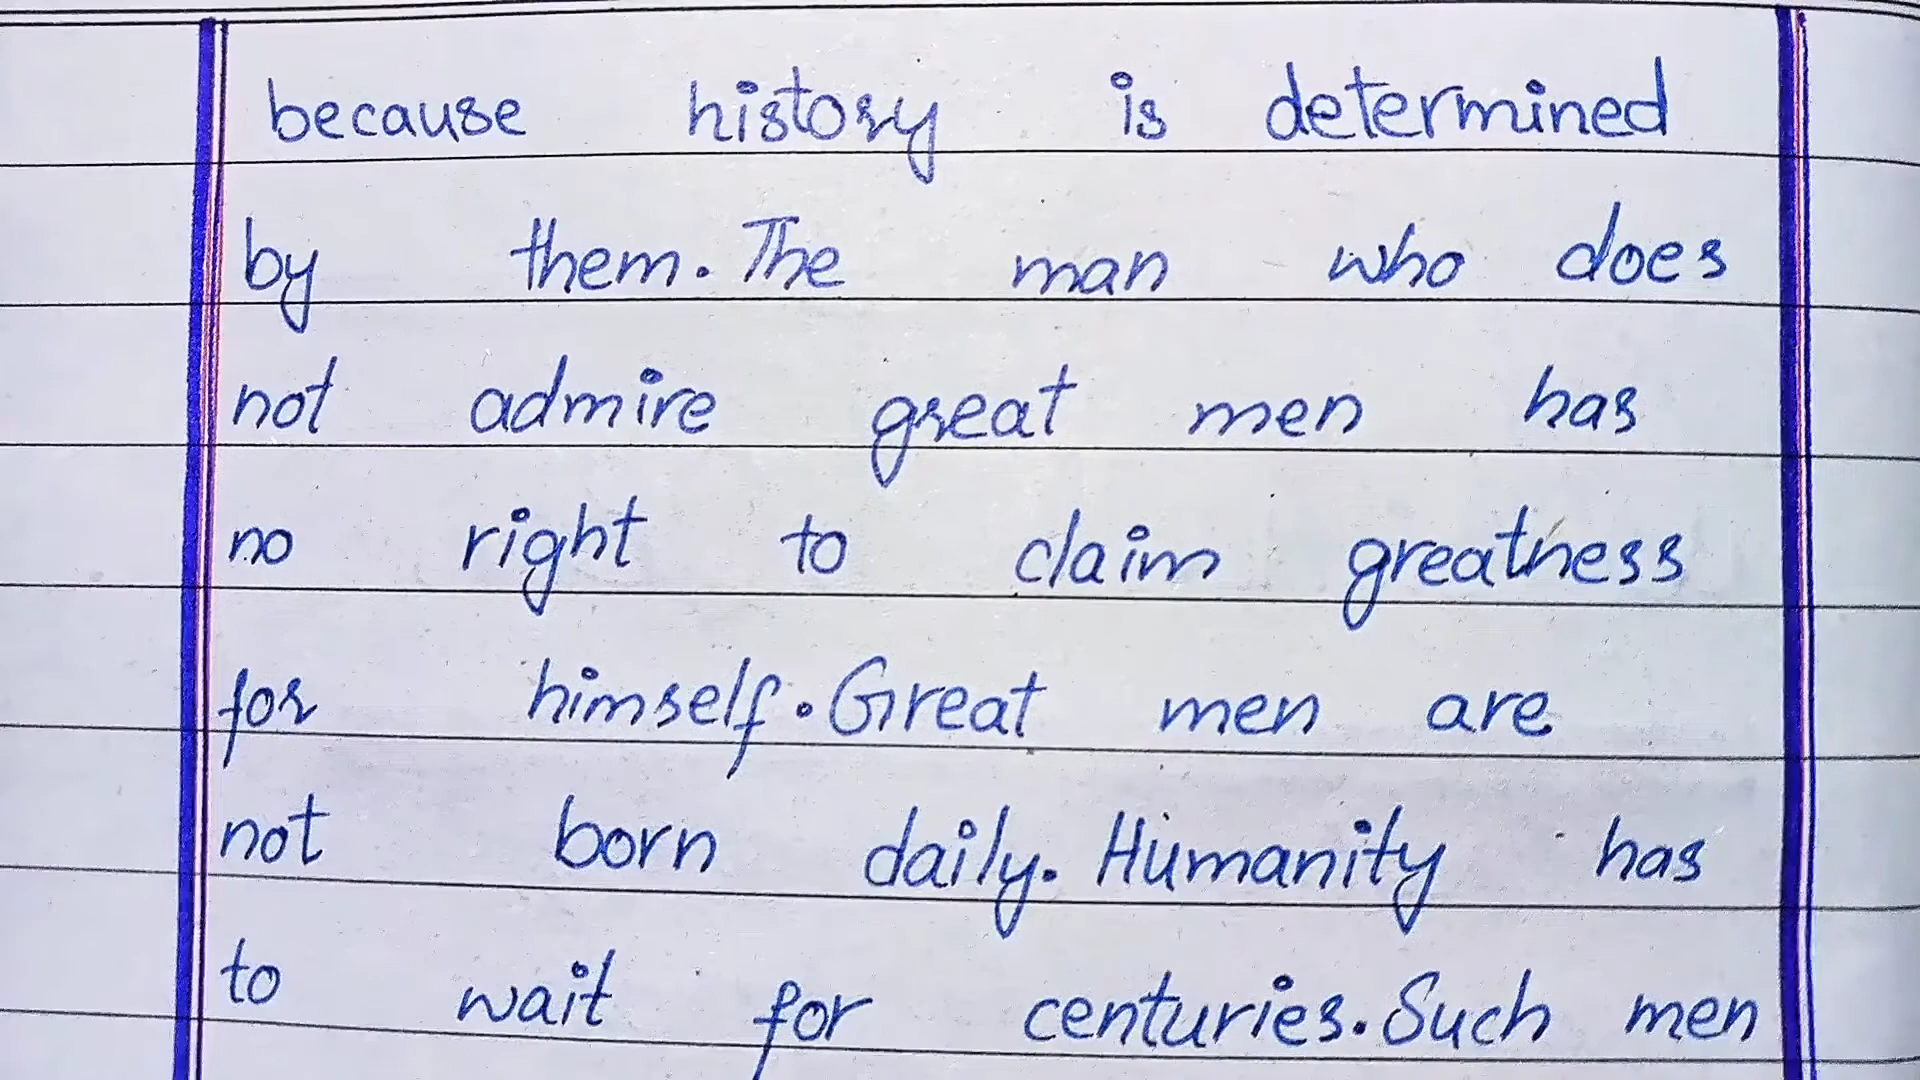 because history is determined
by them. The man who does
not admire great men has
no right to claim greatness
for himself. Great men are
not born daily. Humanity has
to wait for centuries. Such men